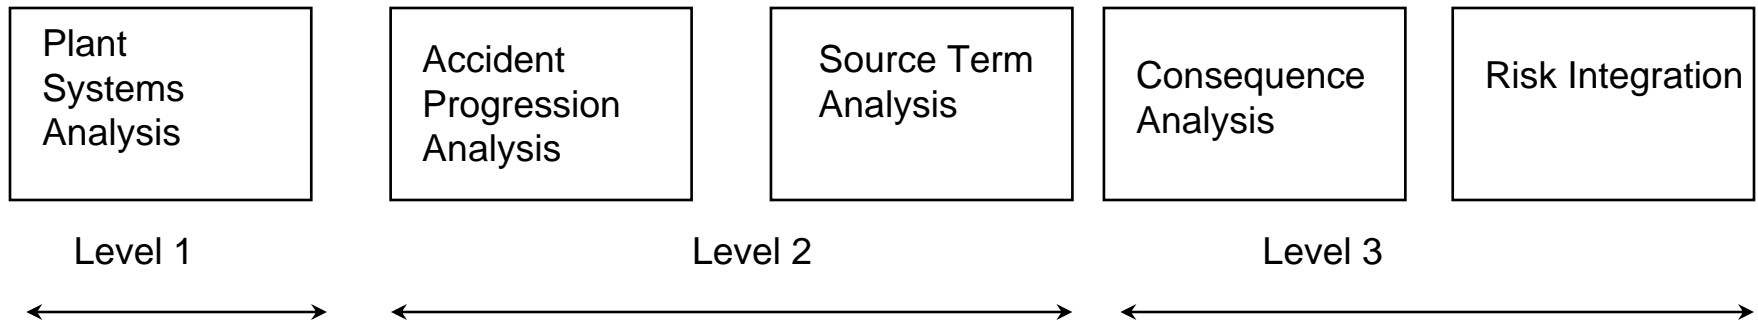 Plant
Systems
Analysis
Accident
Progression
Analysis
Source Term
Analysis
Consequence
Analysis
Risk Integration
Level 1
Level 2
Level 3